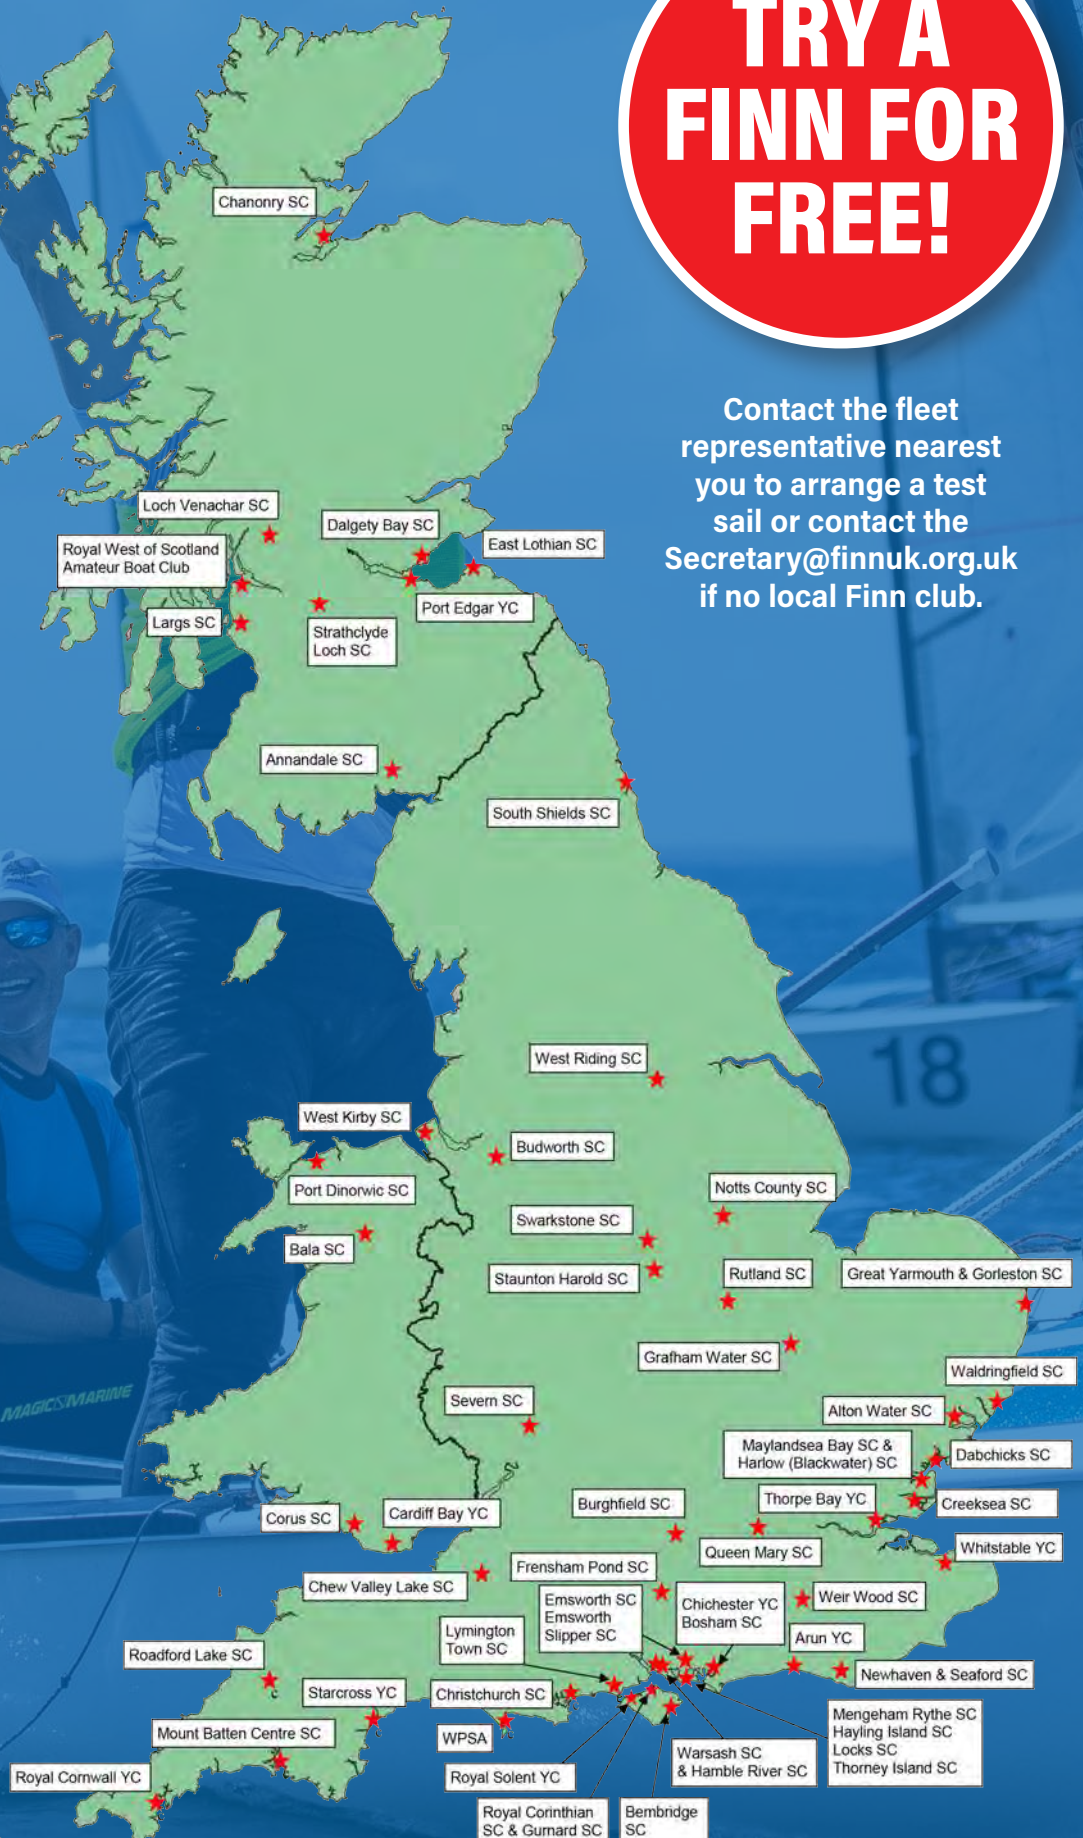 TRY A
FINN FOR
FREE!
Contact the fleet
representative nearest
you to arrange a test
sail or contact the
Secretary@finnuk.org.uk
if no local Finn club.
Chanonry SC
Loch Venachar SC
Dalgety Bay SC
East Lothian SC
Royal West of Scotland
Amateur Boat Club
Port Edgar YC
Largs SC
Strathclyde
Loch SC
Annandale SC
South Shields SC
18
West Riding SC
West Kirby SC
Budworth SC
Port Dinorwic SC
Notts County SC
Swarkstone SC
Bala SC
Staunton Harold SC
Rutland SC
Great Yarmouth & Gorleston SC
Grafham Water SC
Waldringfield SC
MAGIC MARINE
Severn SC
Alton Water SC
Maylandsea Bay SC &
Harlow (Blackwater) SC
Dabchicks SC
Thorpe Bay YC
Creeksea SC
Burghfield SC
Cardiff Bay YC
Corus SC
Queen Mary SC
Whitstable YC
Frensham Pond SC
Chew Valley Lake SC
Weir Wood SC
Emsworth SC
Emsworth
Slipper SC
Chichester YC
Bosham SC
Lymington
Town SC
Arun YC
Roadford Lake SC
Newhaven & Seaford SC
Starcross YC
Christchurch SC
Mount Batten Centre SC
WPSA
Mengeham Rythe SC
Hayling Island SC
Locks SC
Thorney Island SC
Warsash SC
& Hamble River SC
Royal Cornwall YC
Royal Solent YC
Royal Corinthian
SC & Gurnard SC
Bembridge
SC